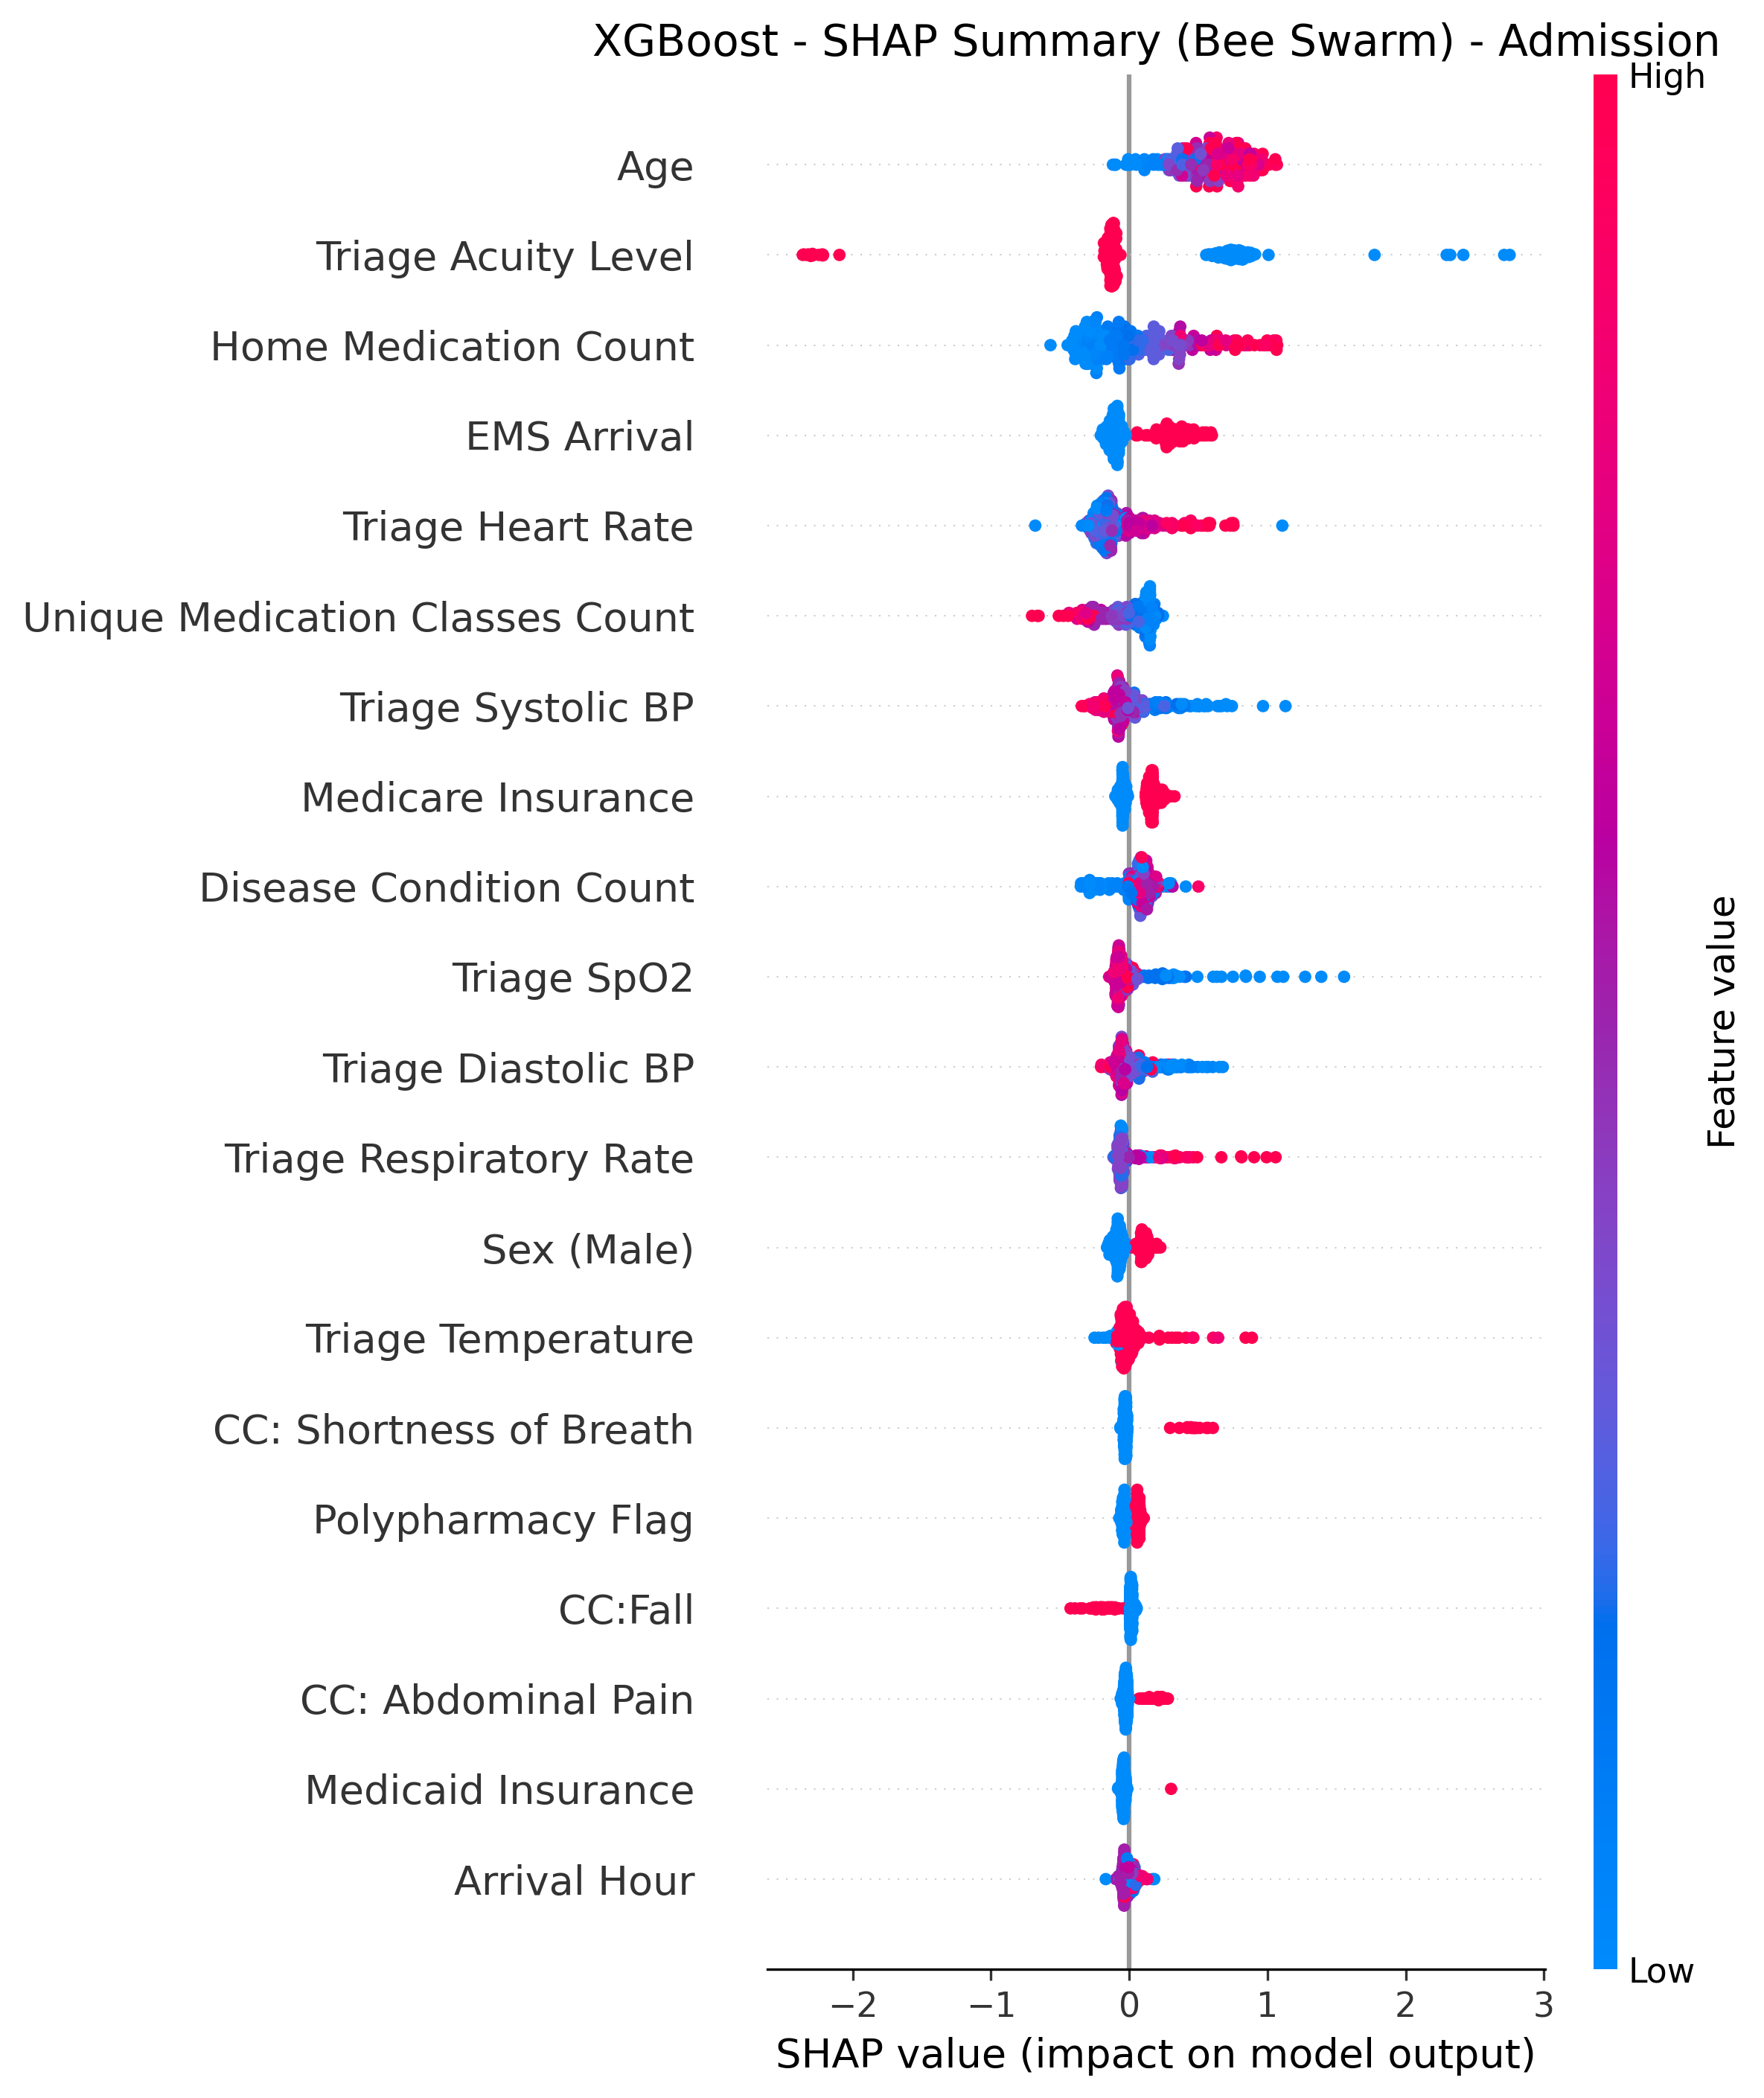 XGBoost - SHAP Summary (Bee Swarm) - Admission
High
Age
Triage Acuity Level
Home Medication Count
EMS Arrival
Triage Heart Rate
Unique Medication Classes Count
Triage Systolic BP
Medicare Insurance
Disease Condition Count
Triage SpO2
Triage Diastolic BP
Triage Respiratory Rate
Sex (Male)
Triage Temperature
CC: Shortness of Breath
Polypharmacy Flag
CC:Fall
CC: Abdominal Pain
Medicaid Insurance
Arrival Hour
Feature value
Low
−2 −1 0 1 2 3
SHAP value (impact on model output)